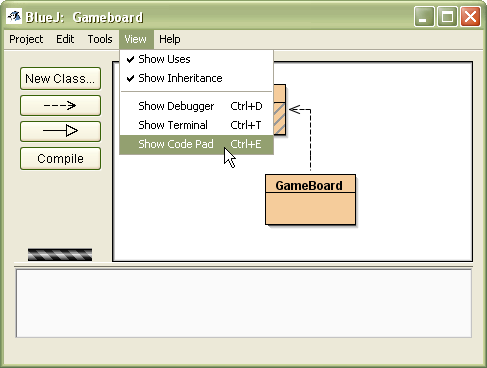 BlueJ: Gameboard
Project Edit Tools View Help
New Class...
Compile
✔ Show Uses
✔ Show Inheritance
Show Debugger Ctrl+D
Show Terminal Ctrl+T
Show Code Pad Ctrl+E
GameBoard